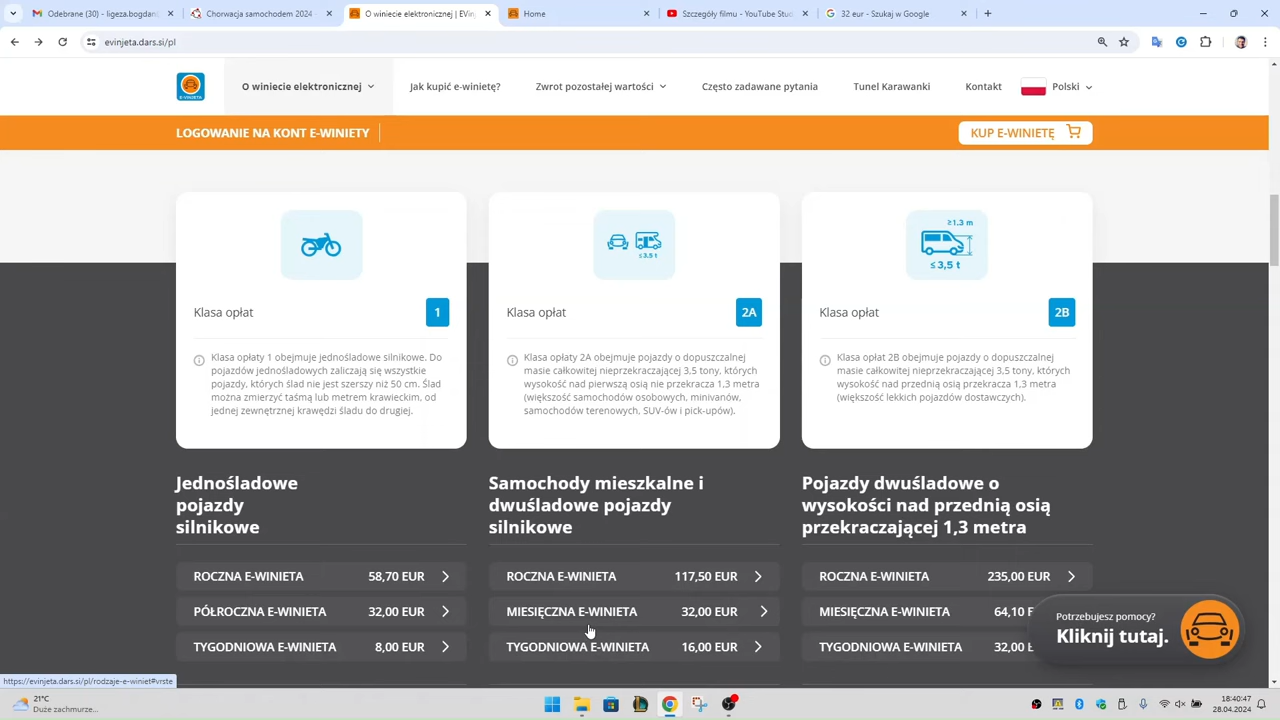 Odebrane (30) - ligeza.bogdan
Chorwacja samochodem 2024
O winiecie elektronicznej | EVin
Home
Szczegóły filmu - YouTube Stud
32 eur - Szukaj w Google
evinjeta.dars.si/pl
E-VINJETA
O winiecie elektronicznej
Jak kupić e-winietę?
Zwrot pozostałej wartości
Często zadawane pytania
Tunel Karawanki
Kontakt
Polski
LOGOWANIE NA KONT E-WINIETY
KUP E-WINIETĘ
≤3,5 t
≥1.3 m
≤ 3,5 t
Klasa opłat 1
Klasa opłat 2A
Klasa opłat 2B
Klasa opłaty 1 obejmuje jednośladowe silnikowe. Do
pojazdów jednośladowych zaliczają się wszystkie
pojazdy, których ślad nie jest szerszy niż 50 cm. Ślad
można zmierzyć taśmą lub metrem krawieckim, od
jednej zewnętrznej krawędzi śladu do drugiej.
Klasa opłaty 2A obejmuje pojazdy o dopuszczalnej
masie całkowitej nieprzekraczającej 3,5 tony, których
wysokość nad pierwszą osią nie przekracza 1,3 metra
(większość samochodów osobowych, minivanów,
samochodów terenowych, SUV-ów i pick-upów).
Klasa opłat 2B obejmuje pojazdy o dopuszczalnej
masie całkowitej nieprzekraczającej 3,5 tony, których
wysokość nad przednią osią przekracza 1,3 metra
(większość lekkich pojazdów dostawczych).
Jednośladowe
pojazdy
silnikowe
Samochody mieszkalne i
dwuśladowe pojazdy
silnikowe
Pojazdy dwuśladowe o
wysokości nad przednią osią
przekraczającej 1,3 metra
ROCZNA E-WINIETA 58,70 EUR
PÓŁROCZNA E-WINIETA 32,00 EUR
TYGODNIOWA E-WINIETA 8,00 EUR
ROCZNA E-WINIETA 117,50 EUR
MIESIĘCZNA E-WINIETA 32,00 EUR
TYGODNIOWA E-WINIETA 16,00 EUR
ROCZNA E-WINIETA 235,00 EUR
MIESIĘCZNA E-WINIETA 64,10 E
TYGODNIOWA E-WINIETA 32,00
Potrzebujesz pomocy?
Kliknij tutaj.
https://evinjeta.dars.si/pl/rodzaje-e-winiet#vrste
21°C
Duże zachmurze...
18:40:47
28.04.2024